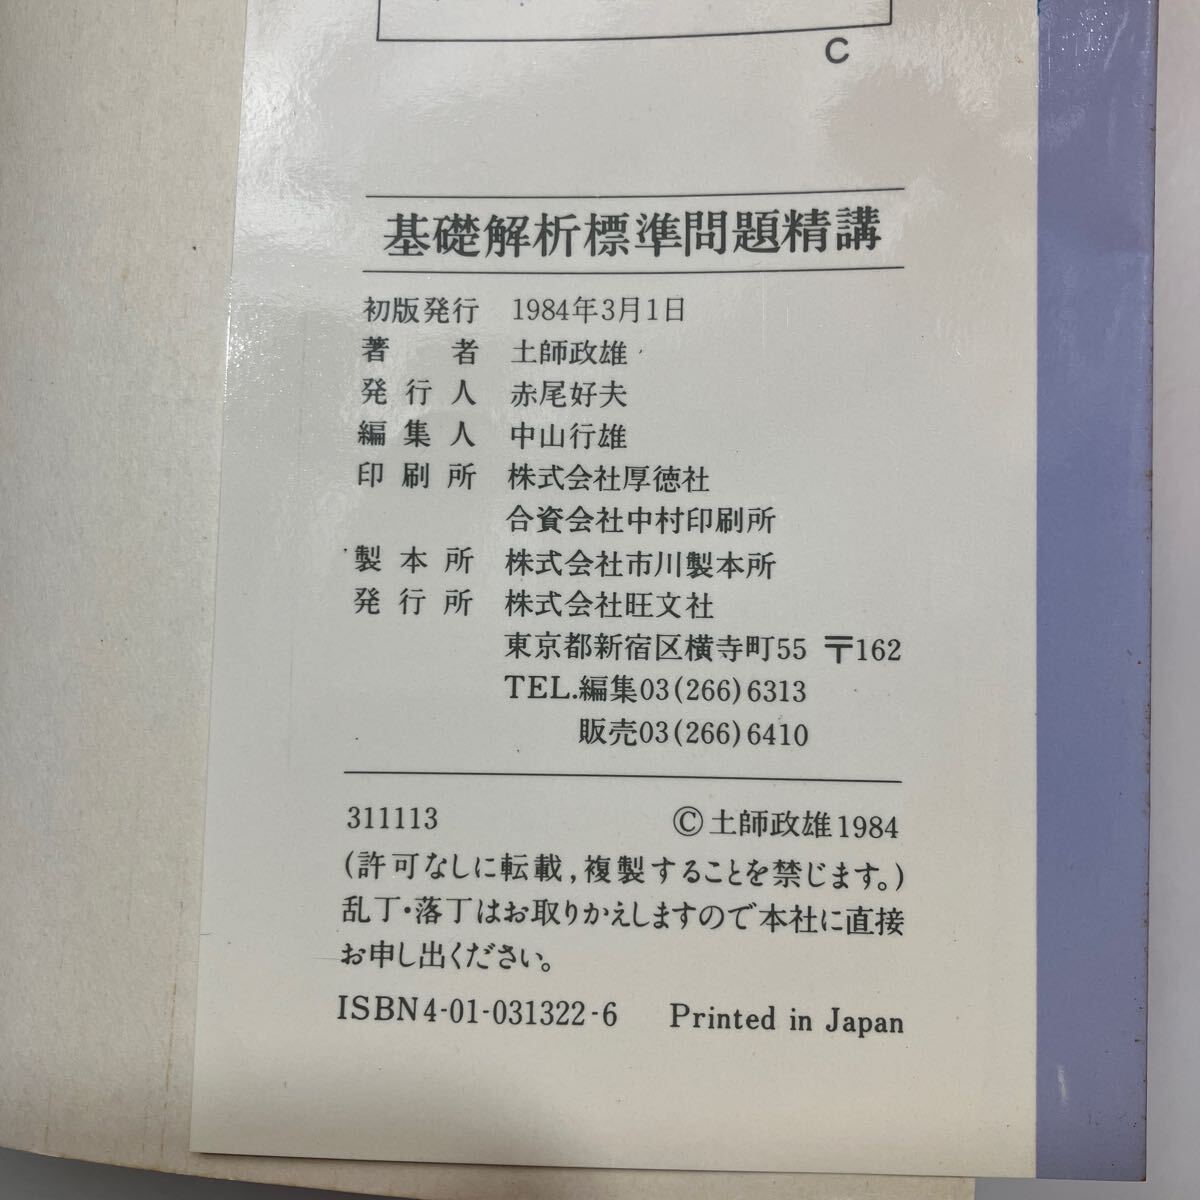 C
基礎解析標準問題精講
初版発行 1984年3月1日
著者 土師政雄
発行人 赤尾好夫
編集人 中山行雄
印刷所 株式会社厚徳社
合資会社中村印刷所
製本所 株式会社市川製本所
発行所 株式会社旺文社
東京都新宿区横寺町55 〒162
TEL.編集03(266)6313
販売03(266)6410
311113 ©土師政雄1984
(許可なしに転載,複製することを禁じます。)
乱丁・落丁はお取りかえしますので本社に直接
お申し出ください。
ISBN4-01-031322-6 Printed in Japan